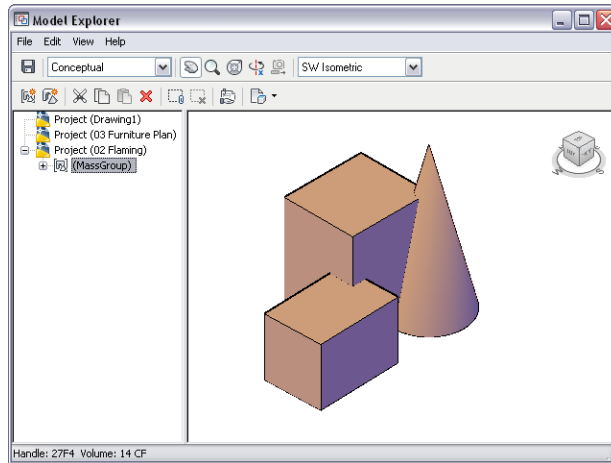 Model Explorer
File Edit View Help
Conceptual SW Isometric
Project (Drawing1)
Project (03 Furniture Plan)
Project (02 Flaming)
(MassGroup)
Handle: 27F4 Volume: 14 CF